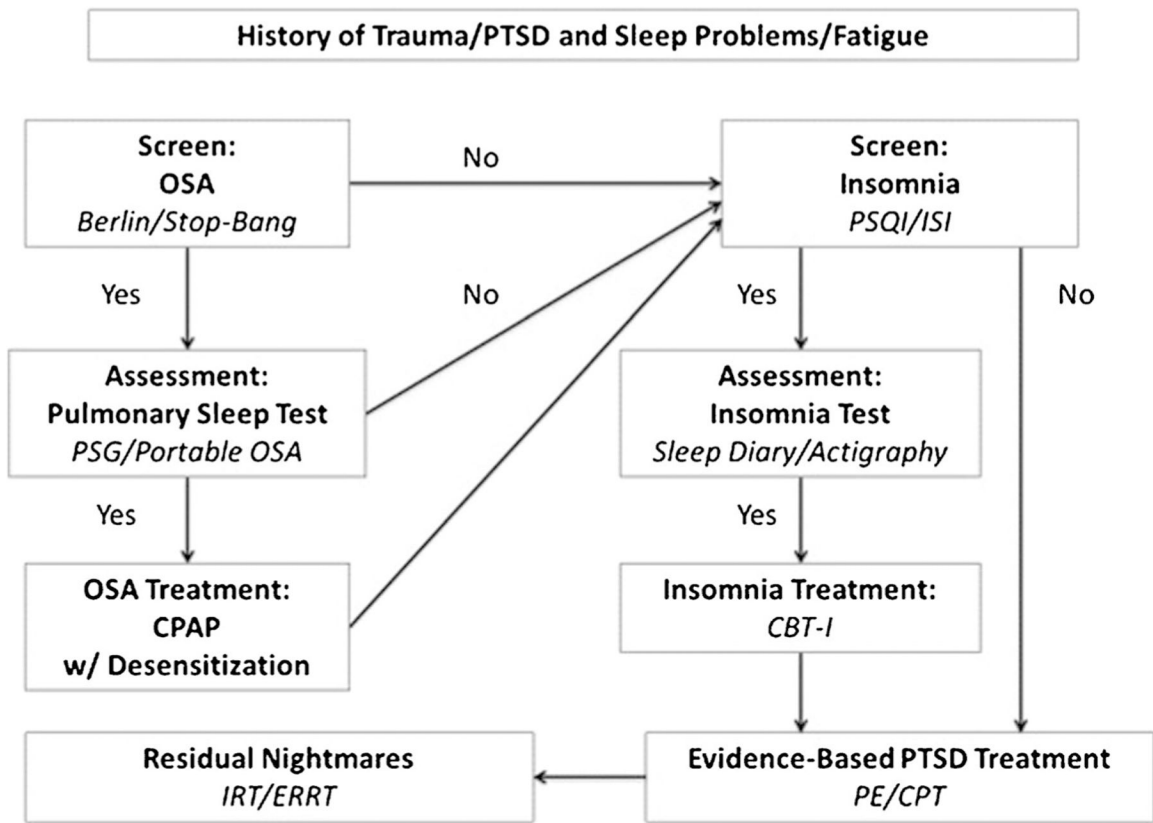 History of Trauma/PTSD and Sleep Problems/Fatigue
Screen:
OSA
Berlin/Stop-Bang
No
Screen:
Insomnia
PSQI/ISI
Yes
No
Yes
No
Assessment:
Pulmonary Sleep Test
PSG/Portable OSA
Assessment:
Insomnia Test
Sleep Diary/Actigraphy
Yes
Yes
OSA Treatment:
CPAP
w/ Desensitization
Insomnia Treatment:
CBT-I
Residual Nightmares
IRT/ERRT
Evidence-Based PTSD Treatment
PE/CPT